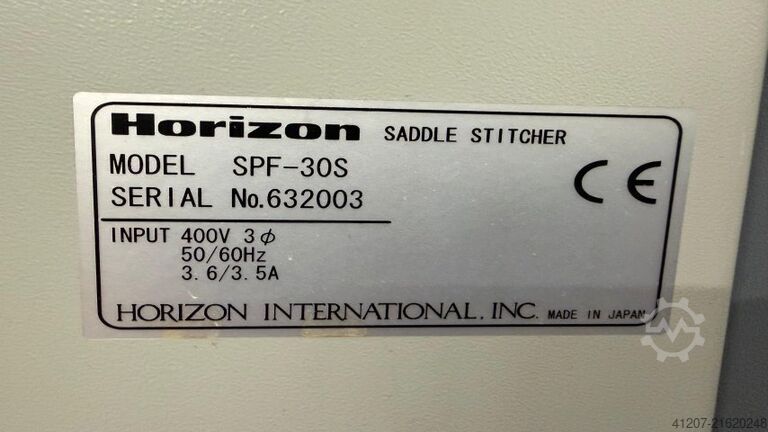 Horizon SADDLE STITCHER
MODEL SPF-30S
SERIAL No.632003
CE
INPUT 400V 3φ
50/60Hz
3.6/3.5A
HORIZON INTERNATIONAL, INC. MADE IN JAPAN
41207-21620248